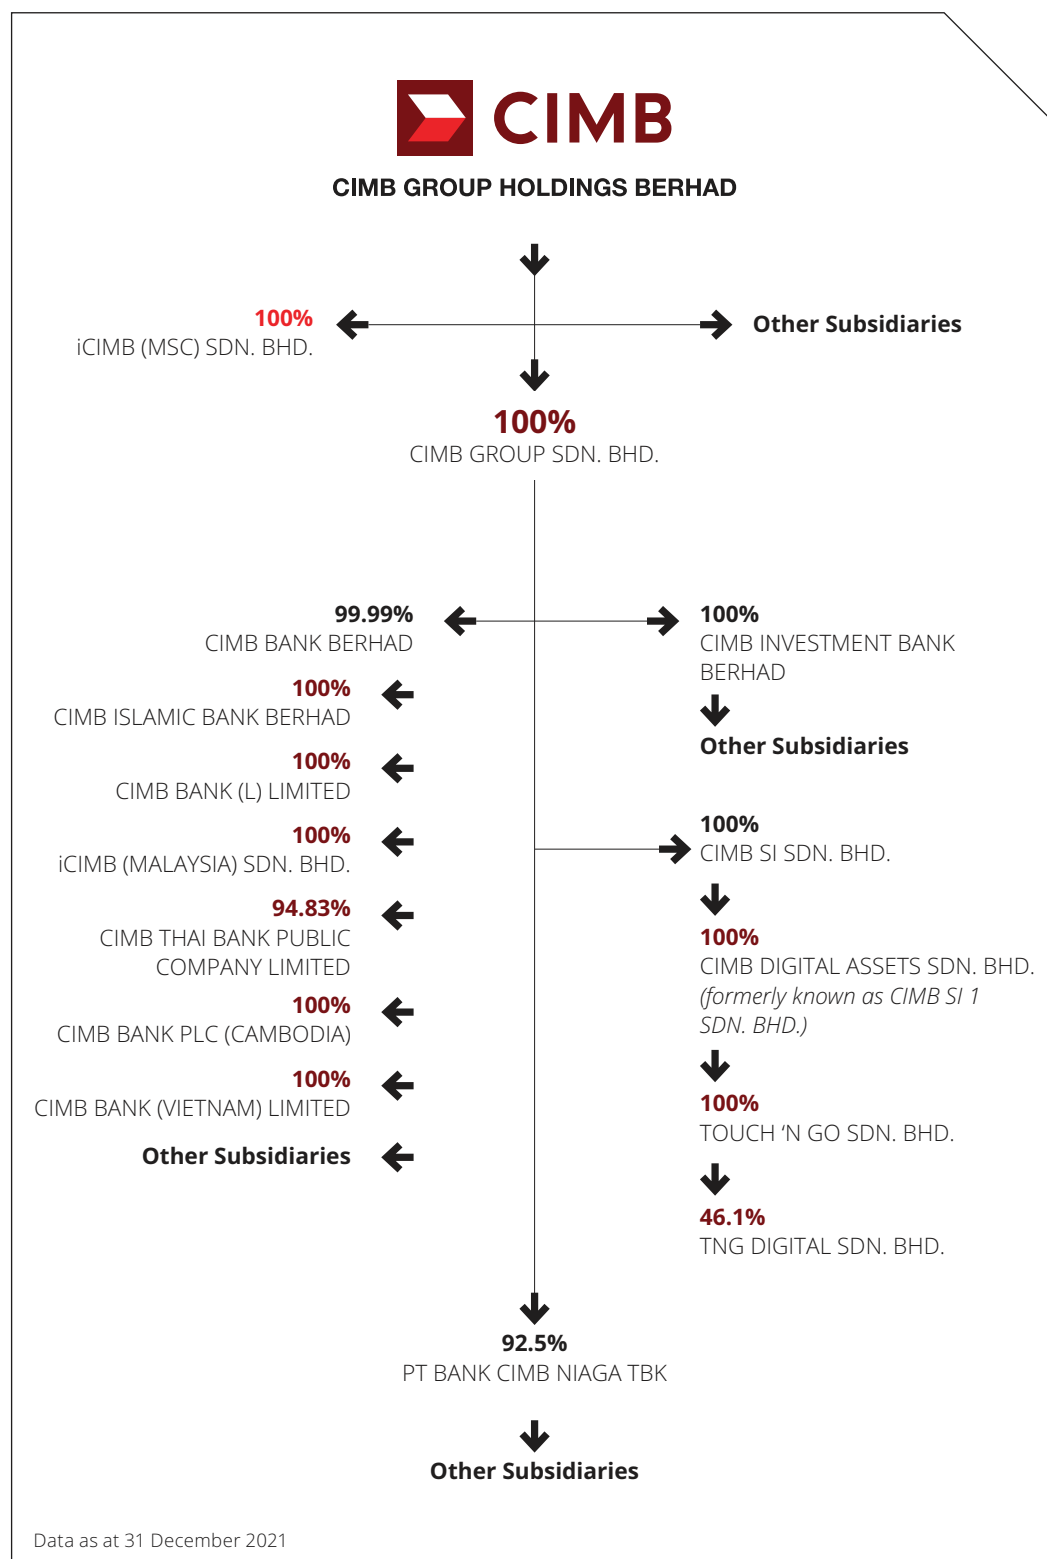 CIMB
CIMB GROUP HOLDINGS BERHAD
100%
iCIMB (MSC) SDN. BHD.
Other Subsidiaries
100%
CIMB GROUP SDN. BHD.
99.99%
CIMB BANK BERHAD
100%
CIMB ISLAMIC BANK BERHAD
100%
CIMB BANK (L) LIMITED
100%
iCIMB (MALAYSIA) SDN. BHD.
94.83%
CIMB THAI BANK PUBLIC
COMPANY LIMITED
100%
CIMB BANK PLC (CAMBODIA)
100%
CIMB BANK (VIETNAM) LIMITED
Other Subsidiaries
100%
CIMB INVESTMENT BANK
BERHAD
Other Subsidiaries
100%
CIMB SI SDN. BHD.
100%
CIMB DIGITAL ASSETS SDN. BHD.
(formerly known as CIMB SI 1
SDN. BHD.)
100%
TOUCH ‘N GO SDN. BHD.
46.1%
TNG DIGITAL SDN. BHD.
92.5%
PT BANK CIMB NIAGA TBK
Other Subsidiaries
Data as at 31 December 2021